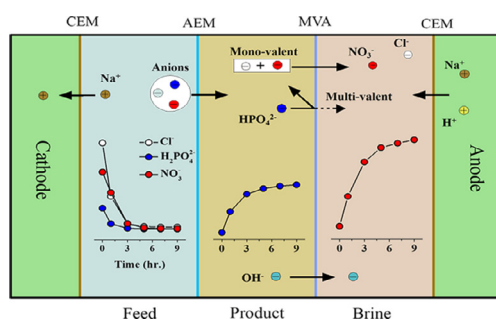 CEM AEM MVA CEM
Na⁺
Anions
Mono-valent
+
NO₃⁻
Cl⁻
Na⁺
HPO₄²⁻
Multi-valent
H⁺
Cathode
Anode
Cl⁻
H₂PO₄²⁻
NO₃
0 3 6 9
Time (hr.)
0 3 6 9
0 3 6 9
OH⁻
Feed Product Brine